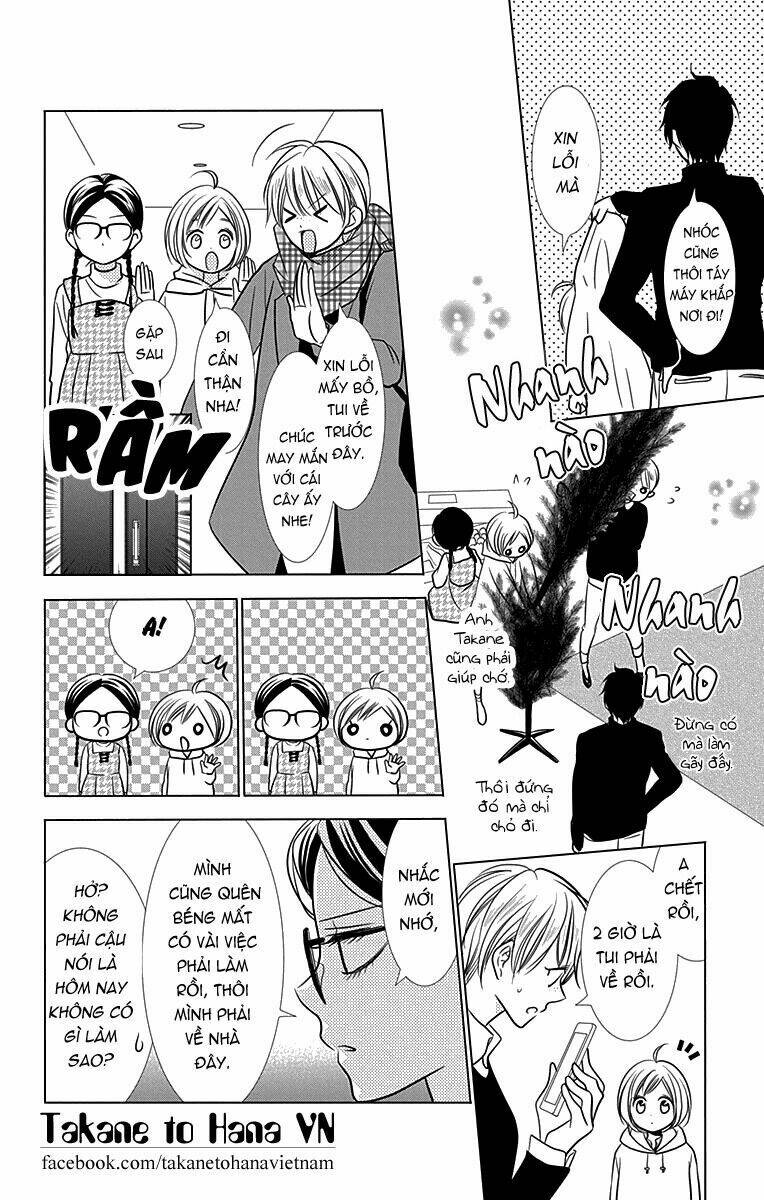 XIN LỖI
MÀ
NHÓC
CŨNG
THÔI TÁY
MÁY KHẮP
NƠI ĐI!
Nhanh
nào
Anh
Takane
cũng phải
giúp chớ.
Nhanh
nào
Đừng có
mà làm
gãy đấy.
Thôi đứng
đó mà chỉ
chỏ đi.
A
CHẾT
RỒI,
2 GIỜ LÀ
TUI PHẢI
VỀ RỒI.
XIN LỖI
MẤY BỒ,
TUI VỀ
TRƯỚC
ĐÂY.
CHÚC
MAY MẮN
VỚI CÁI
CÂY ẤY
NHE!
ĐI
CẨN
THẬN
NHA!
GẶP
SAU
RẦM
A!
NHẮC
MỚI
NHỚ,
MÌNH
CŨNG QUÊN
BÉNG MẤT
CÓ VÀI VIỆC
PHẢI LÀM
RỒI, THÔI
MÌNH PHẢI
VỀ NHÀ
ĐÂY.
HỞ?
KHÔNG
PHẢI CẬU
NÓI LÀ
HÔM NAY
KHÔNG CÓ
GÌ LÀM
SAO?
Takane to Hana VN
facebook.com/takanetohanavietnam